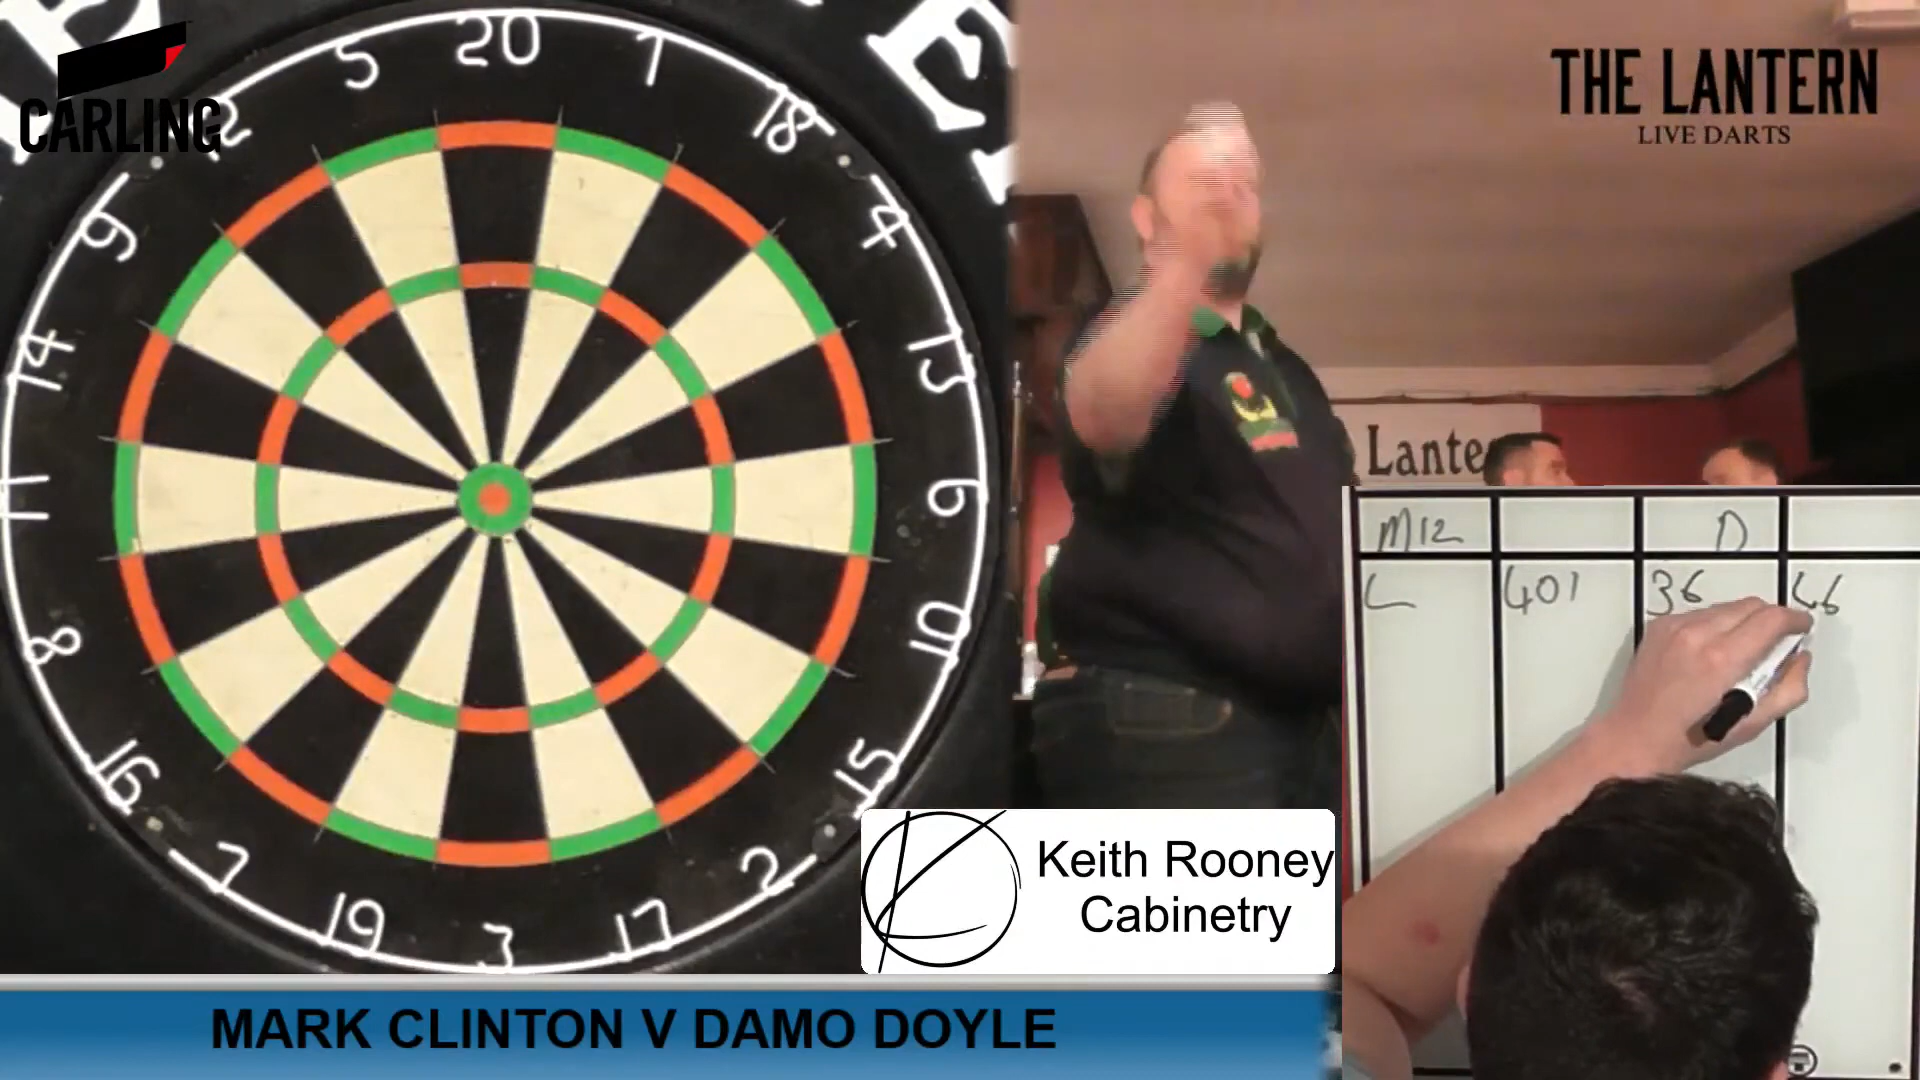 CARLING
THE LANTERN
LIVE DARTS
20
1
18
4
13
6
10
15
2
17
3
19
7
16
8
11
14
9
12
5
Lante
M12
D
401
36
Keith Rooney
Cabinetry
MARK CLINTON V DAMO DOYLE